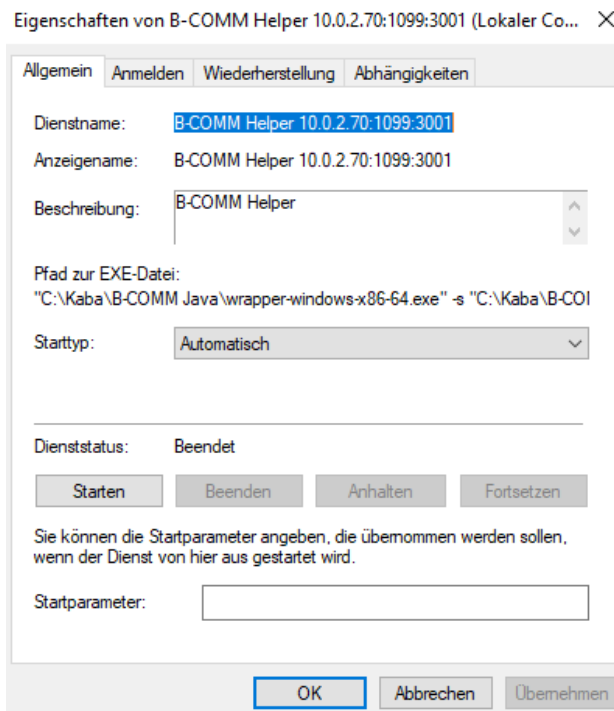 Eigenschaften von B-COMM Helper 10.0.2.70:1099:3001 (Lokaler Co...
Allgemein Anmelden Wiederherstellung Abhängigkeiten
Dienstname: B-COMM Helper 10.0.2.70:1099:3001
Anzeigename: B-COMM Helper 10.0.2.70:1099:3001
Beschreibung: B-COMM Helper
Pfad zur EXE-Datei:
"C:\Kaba\B-COMM Java\wrapper-windows-x86-64.exe" -s "C:\Kaba\B-COI
Starttyp: Automatisch
Dienststatus: Beendet
Starten Beenden Anhalten Fortsetzen
Sie können die Startparameter angeben, die übernommen werden sollen,
wenn der Dienst von hier aus gestartet wird.
Startparameter:
OK Abbrechen Übernehmen